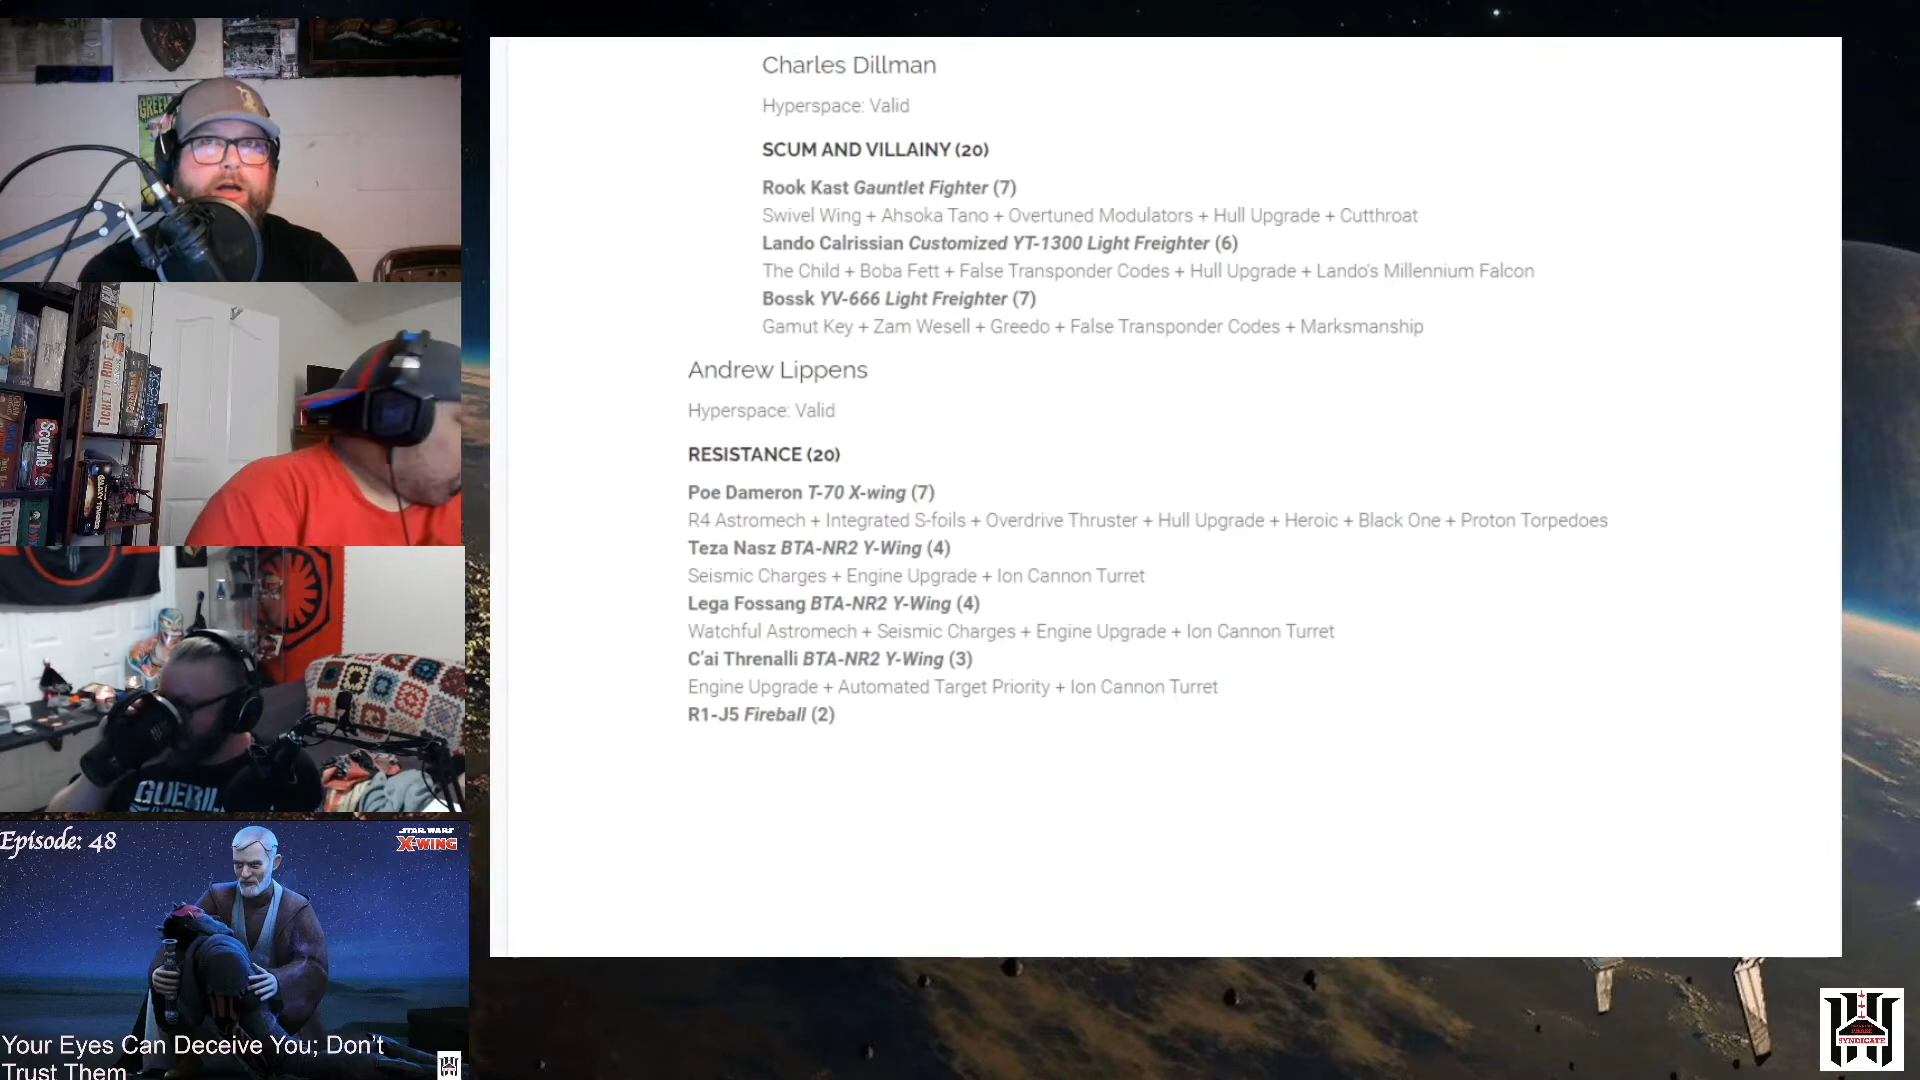 Charles Dillman
Hyperspace: Valid
SCUM AND VILLAINY (20)
Rook Kast Gauntlet Fighter (7)
Swivel Wing + Ahsoka Tano + Overtuned Modulators + Hull Upgrade + Cutthroat
Lando Calrissian Customized YT-1300 Light Freighter (6)
The Child + Boba Fett + False Transponder Codes + Hull Upgrade + Lando's Millennium Falcon
Bossk YV-666 Light Freighter (7)
Gamut Key + Zam Wesell + Greedo + False Transponder Codes + Marksmanship
Andrew Lippens
Hyperspace: Valid
RESISTANCE (20)
Poe Dameron T-70 X-wing (7)
R4 Astromech + Integrated S-foils + Overdrive Thruster + Hull Upgrade + Heroic + Black One + Proton Torpedoes
Teza Nasz BTA-NR2 Y-Wing (4)
Seismic Charges + Engine Upgrade + Ion Cannon Turret
Lega Fossang BTA-NR2 Y-Wing (4)
Watchful Astromech + Seismic Charges + Engine Upgrade + Ion Cannon Turret
C'ai Threnalli BTA-NR2 Y-Wing (3)
Engine Upgrade + Automated Target Priority + Ion Cannon Turret
R1-J5 Fireball (2)
GREEN
TICKET TO RIDE
Scoville
GUERIL
Episode: 48
STAR WARS
X-WING
Your Eyes Can Deceive You; Don't
Trust Them
SYNDICATE